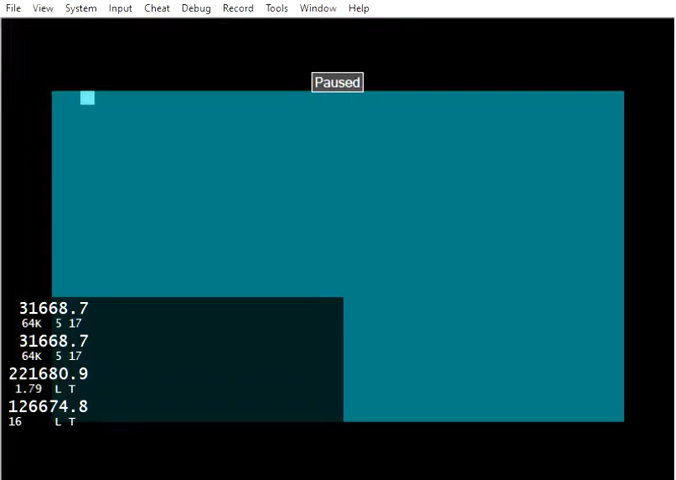 File View System Input Cheat Debug Record Tools Window Help
Paused
31668.7
64K 5 17
31668.7
64K 5 17
221680.9
1.79 L T
126674.8
16 L T